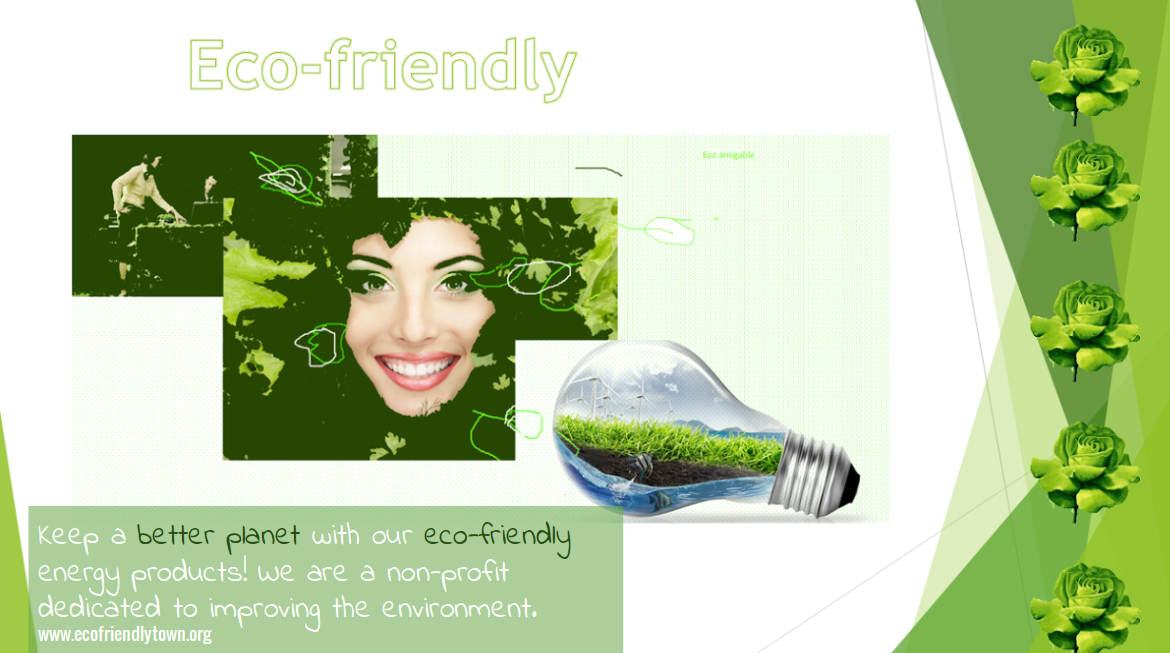 Eco-friendly
Eco amigable
Keep a better planet with our eco-friendly
energy products! We are a non-profit
dedicated to improving the environment.
www.ecofriendlytown.org